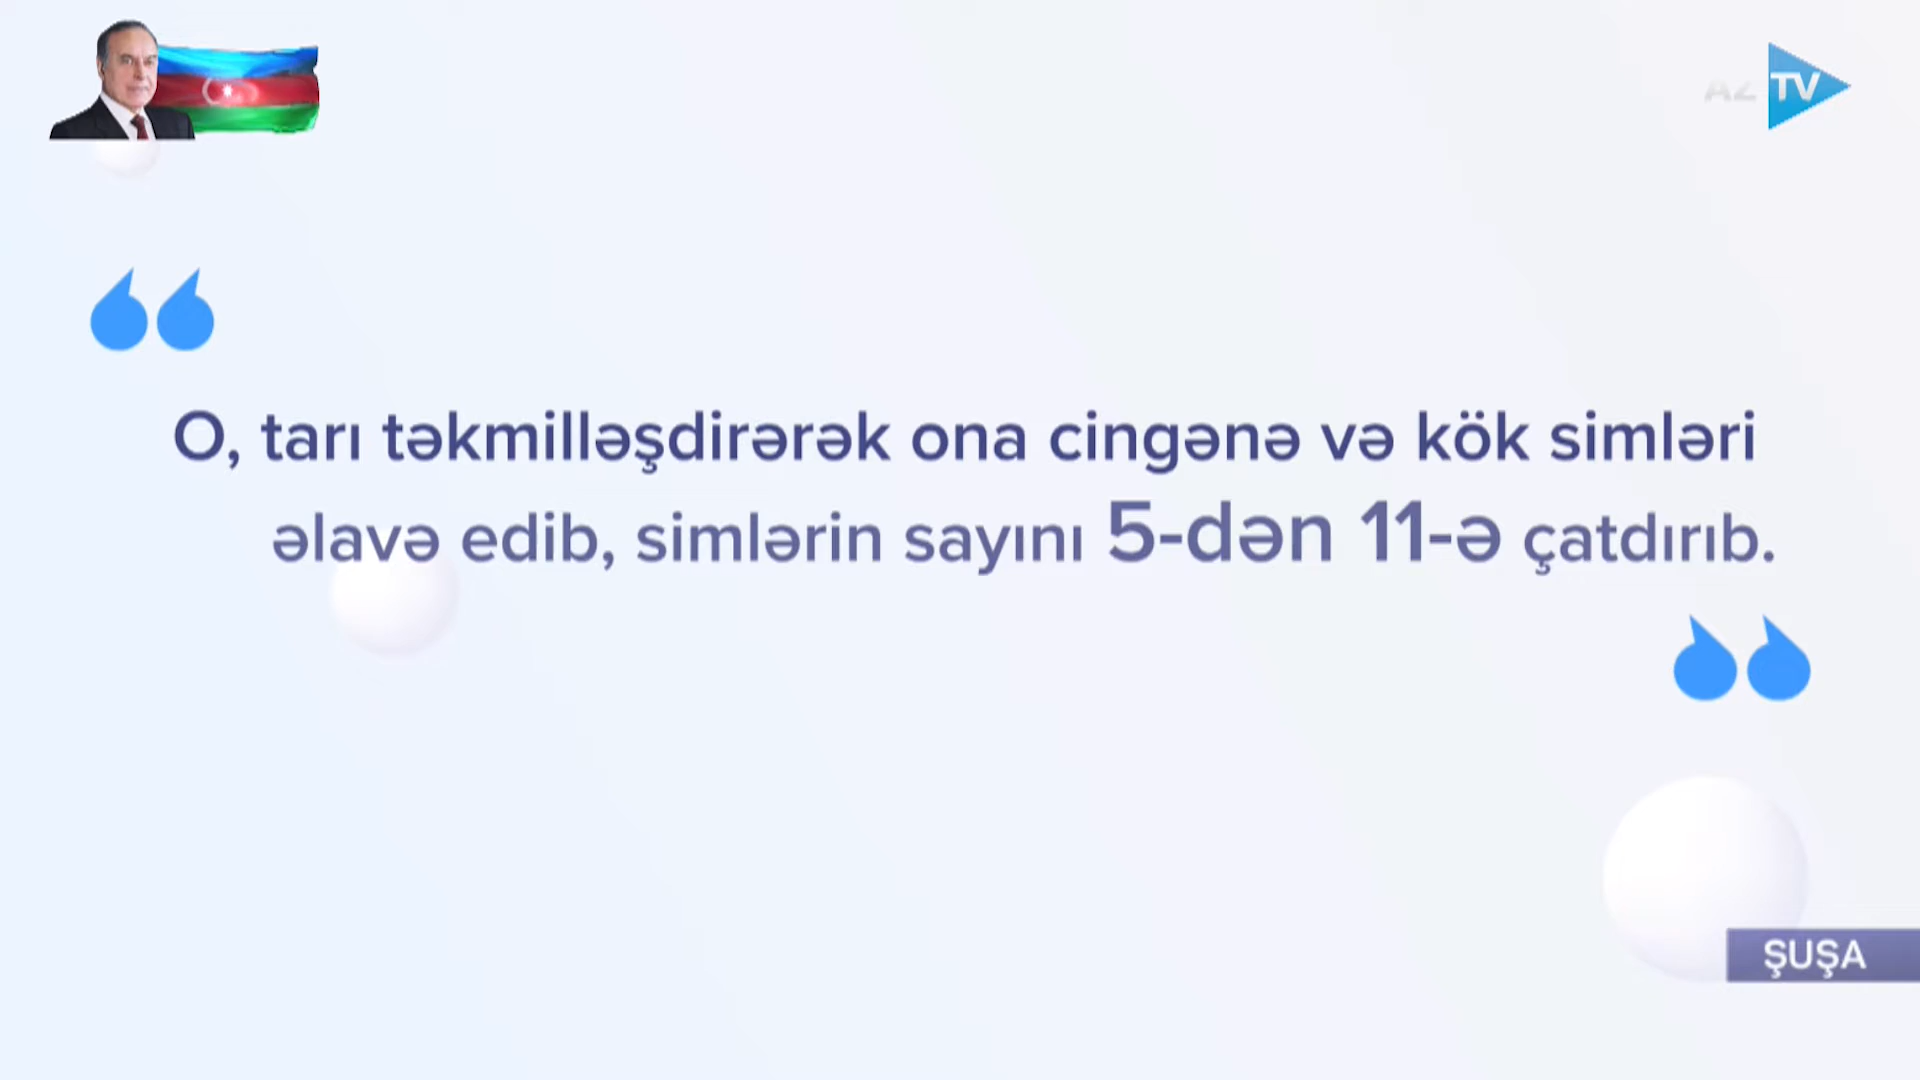 AZ TV
O, tarı təkmilləşdirərək ona cingənə və kök simləri
əlavə edib, simlərin sayını 5-dən 11-ə çatdırıb.
ŞUŞA